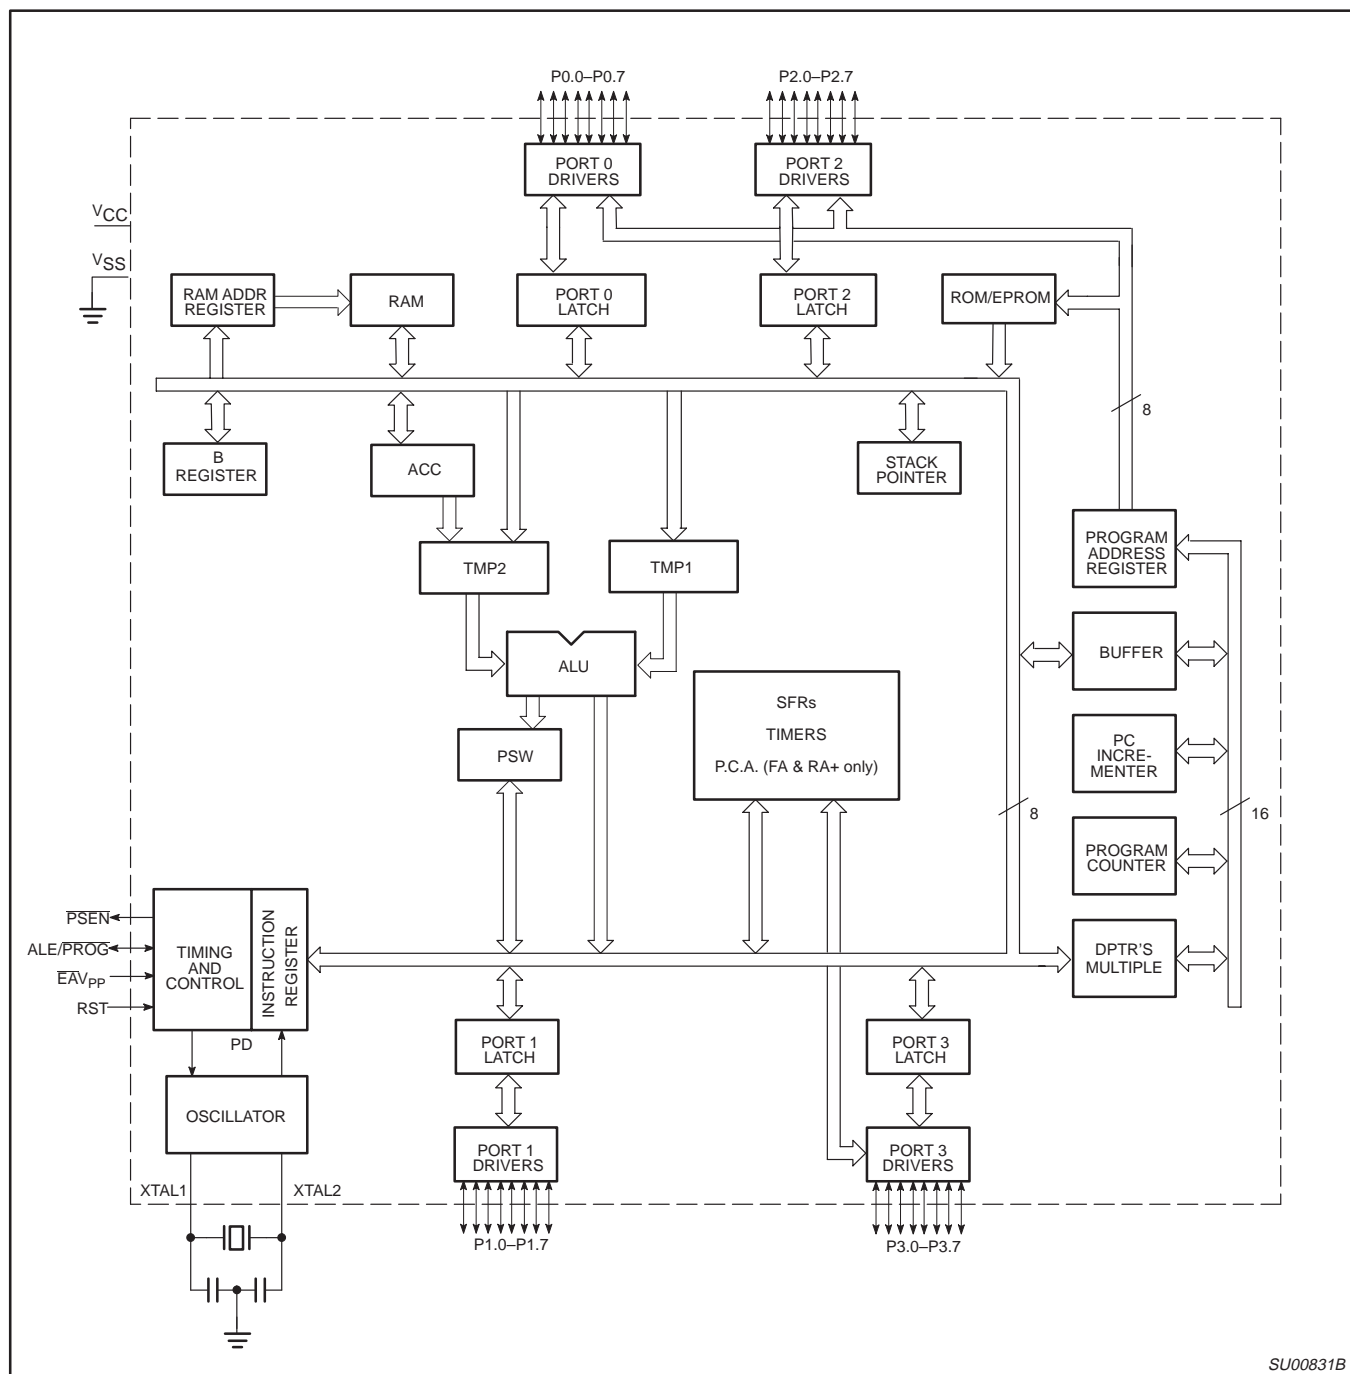 P0.0–P0.7
P2.0–P2.7
PORT 0
DRIVERS
PORT 2
DRIVERS
VCC
VSS
RAM ADDR
REGISTER
RAM
PORT 0
LATCH
PORT 2
LATCH
ROM/EPROM
8
B
REGISTER
ACC
STACK
POINTER
PROGRAM
ADDRESS
REGISTER
TMP2
TMP1
BUFFER
ALU
SFRs
TIMERS
P.C.A. (FA & RA+ only)
PSW
PC
INCRE-
MENTER
8
16
PROGRAM
COUNTER
PSEN
ALE/PROG
EAVPP
RST
TIMING
AND
CONTROL
INSTRUCTION
REGISTER
DPTR'S
MULTIPLE
PD
PORT 1
LATCH
PORT 3
LATCH
OSCILLATOR
PORT 1
DRIVERS
PORT 3
DRIVERS
XTAL1
XTAL2
P1.0–P1.7
P3.0–P3.7
SU00831B